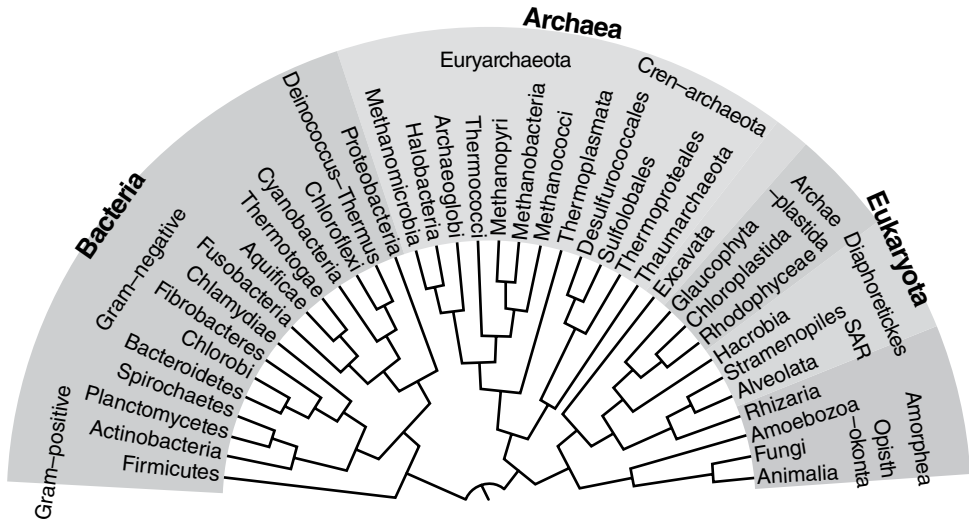 Archaea
Bacteria
Eukaryota
Euryarchaeota
Cren–archaeota
Gram–negative
Gram–positive
Archae
–plastida
Diaphoretickes
SAR
Amorphea
Opisth
–okonta
Firmicutes
Actinobacteria
Planctomycetes
Spirochaetes
Bacteroidetes
Chlorobi
Fibrobacteres
Chlamydiae
Fusobacteria
Aquificae
Thermotogae
Cyanobacteria
Chloroflexi
Deinococcus–Thermus
Proteobacteria
Methanomicrobia
Halobacteria
Archaeoglobi
Thermococci
Methanopyri
Methanobacteria
Methanococci
Thermoplasmata
Desulfurococcales
Sulfolobales
Thermoproteales
Thaumarchaeota
Excavata
Glaucophyta
Chloroplastida
Rhodophyceae
Hacrobia
Stramenopiles
Alveolata
Rhizaria
Amoebozoa
Fungi
Animalia